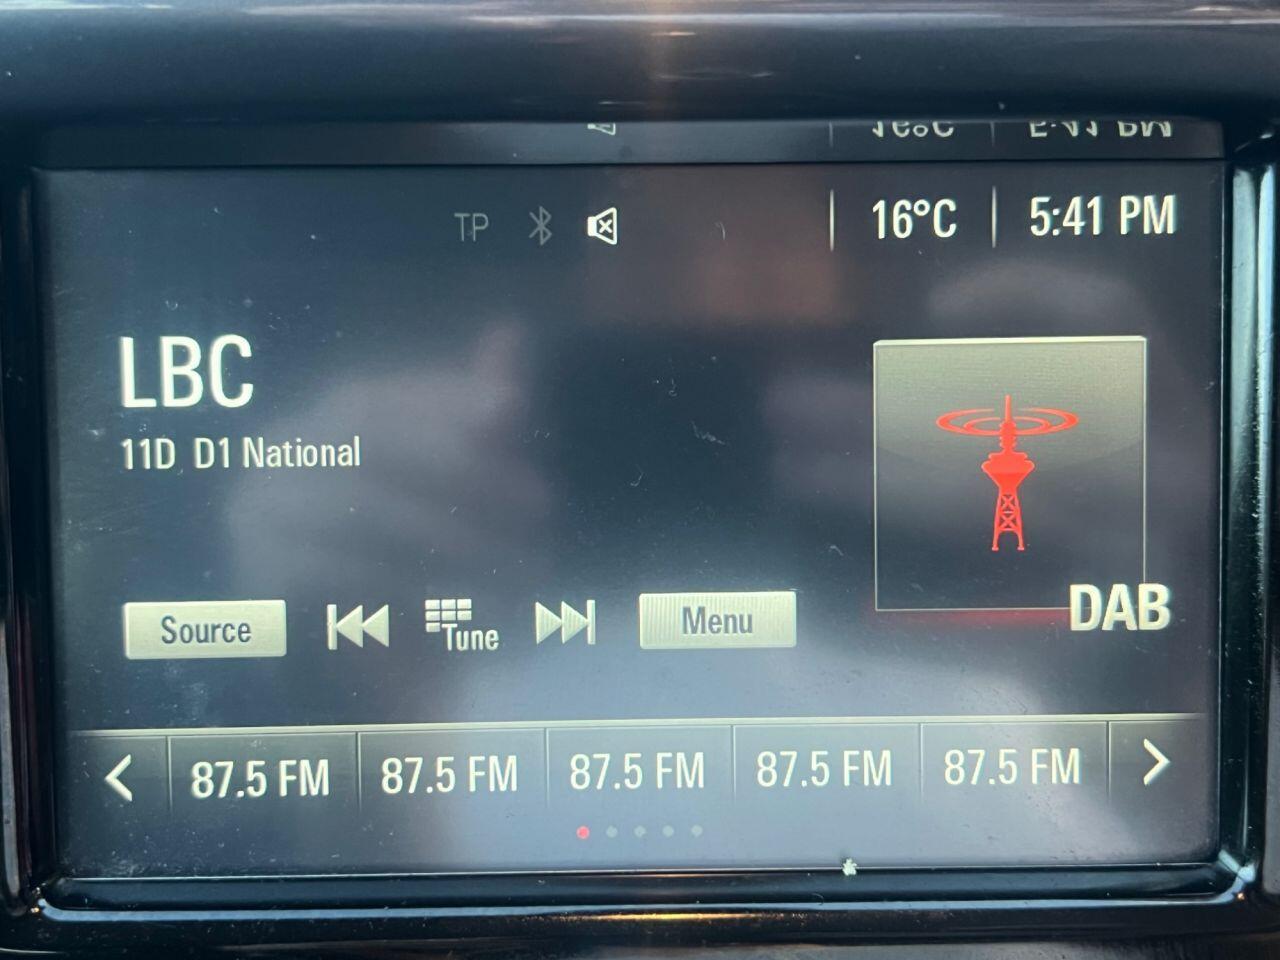 TP 16°C 5:41 PM
LBC
11D D1 National
DAB
Source Tune Menu
87.5 FM 87.5 FM 87.5 FM 87.5 FM 87.5 FM